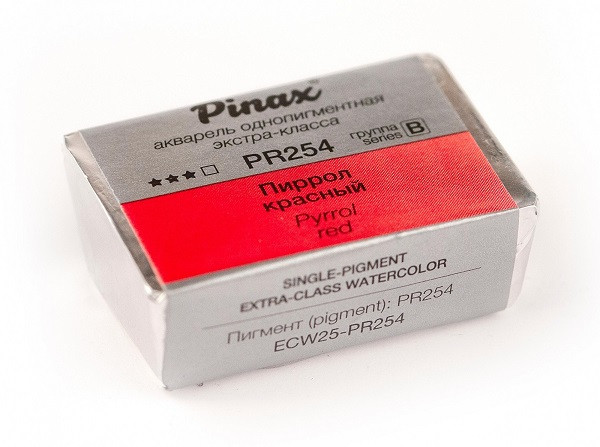 Pinax™
акварель однопигментная
экстра-класса
PR254
группа
series B
★★★□
Пиррол
красный
Pyrrol
red
SINGLE-PIGMENT
EXTRA-CLASS WATERCOLOR
Пигмент (pigment): PR254
ECW25-PR254